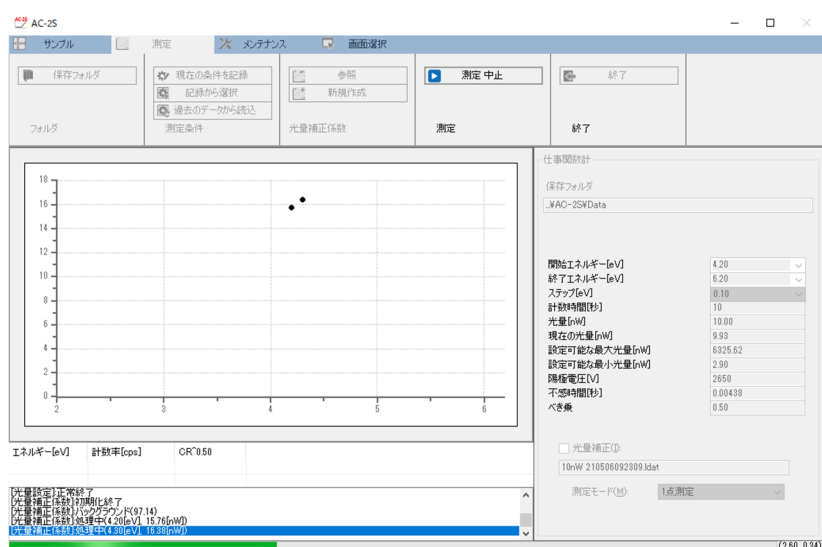 AC-2S AC-2S
サンプル 測定 メンテナンス 画面選択
保存フォルダ 現在の条件を記録 参照 測定 中止 終了
記録から選択 新規作成
過去のデータから読込
フォルダ 測定条件 光量補正係数 測定 終了
仕事関数計
保存フォルダ
..¥AC-2S¥Data
18
16
14
12
10
8
6
4
2
0
2 3 4 5 6
開始エネルギー[eV] 4.20
終了エネルギー[eV] 6.20
ステップ[eV] 0.10
計数時間[秒] 10
光量[nW] 10.00
現在の光量[nW] 9.93
設定可能な最大光量[nW] 6325.62
設定可能な最小光量[nW] 2.90
陽極電圧[V] 2650
不感時間[秒] 0.00438
べき乗 0.50
光量補正(I):
10nW 210506092309.ldat
測定モード(M): 1点測定
エネルギー[eV] 計数率[cps] CR^0.50
[光量設定]正常終了
[光量補正係数]初期化終了
[光量補正係数]バックグラウンド(97.14)
[光量補正係数]処理中(4.20[eV], 15.76[nW])
[光量補正係数]処理中(4.30[eV], 16.38[nW])
(2.60, 0.34)